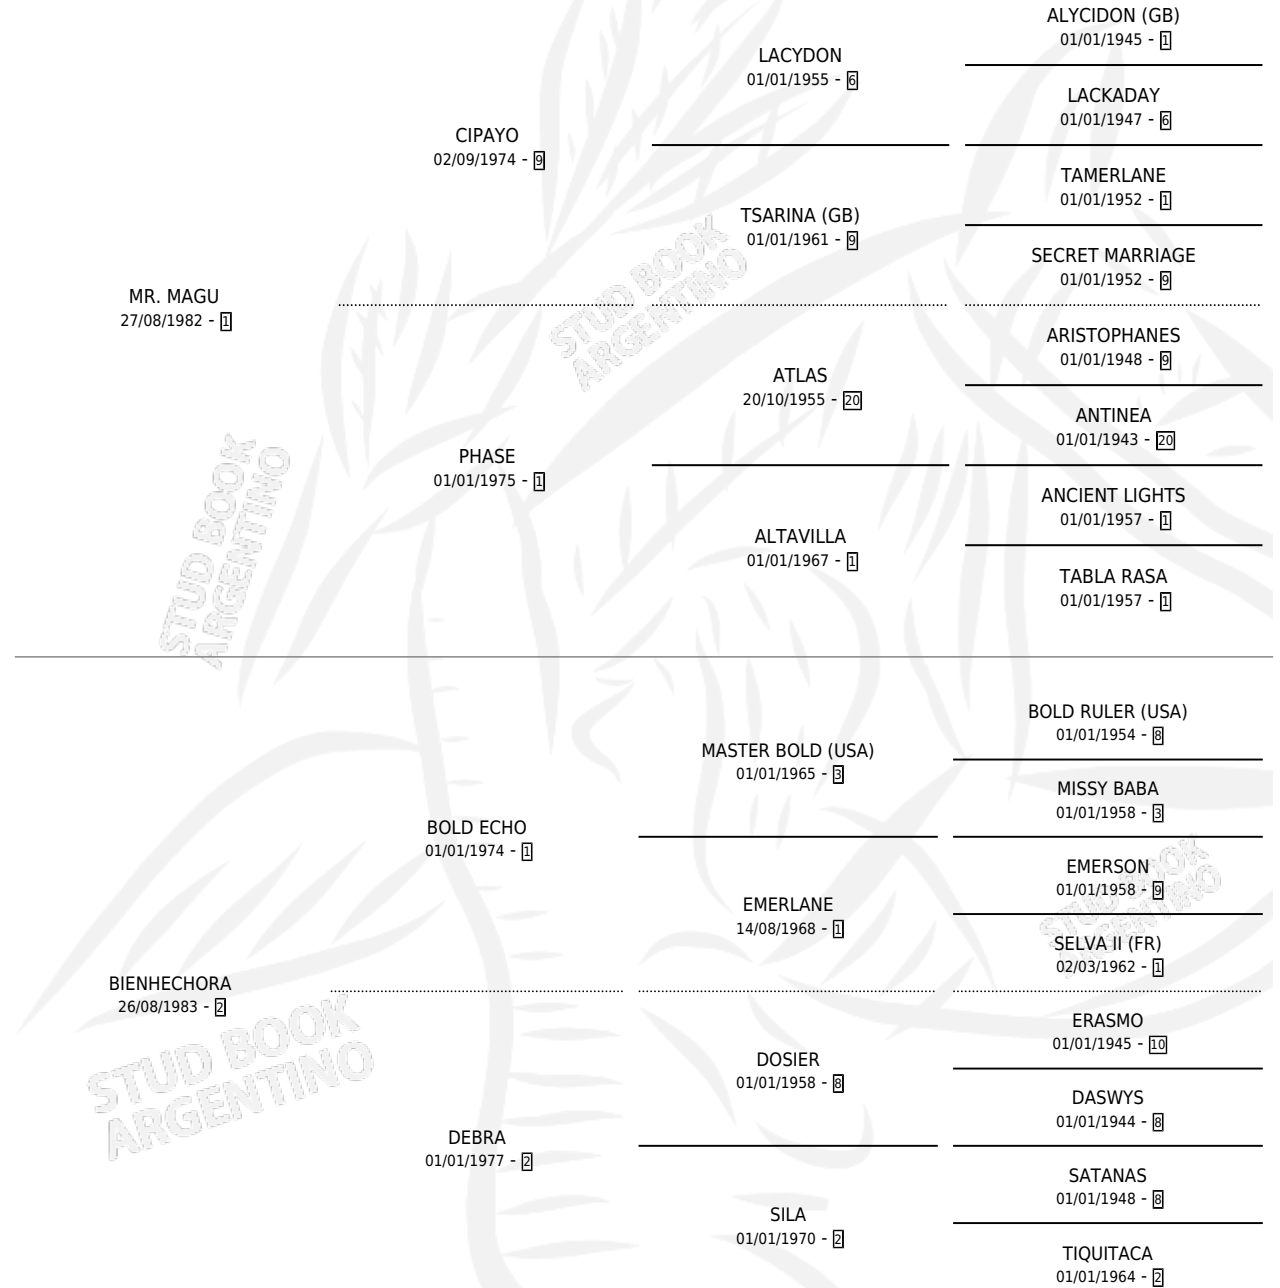 ALYCIDON (GB)
01/01/1945 - 1
LACYDON
01/01/1955 - 6
LACKADAY
01/01/1947 - 6
CIPAYO
02/09/1974 - 9
TAMERLANE
01/01/1952 - 1
TSARINA (GB)
01/01/1961 - 9
SECRET MARRIAGE
01/01/1952 - 9
MR. MAGU
27/08/1982 - 1
STUD BOOK
ARGENTINO
ARISTOPHANES
01/01/1948 - 9
ATLAS
20/10/1955 - 20
ANTINEA
01/01/1943 - 20
PHASE
01/01/1975 - 1
ANCIENT LIGHTS
01/01/1957 - 1
ALTAVILLA
01/01/1967 - 1
TABLA RASA
01/01/1957 - 1
STUD BOOK
ARGENTINO
BOLD RULER (USA)
01/01/1954 - 8
MASTER BOLD (USA)
01/01/1965 - 3
MISSY BABA
01/01/1958 - 3
BOLD ECHO
01/01/1974 - 1
EMERSON
01/01/1958 - 9
EMERLANE
14/08/1968 - 1
SELVA II (FR)
02/03/1962 - 1
STUD BOOK
ARGENTINO
BIENHECHORA
26/08/1983 - 2
ERASMO
01/01/1945 - 10
DOSIER
01/01/1958 - 8
DASWYS
01/01/1944 - 8
STUD BOOK
ARGENTINO
DEBRA
01/01/1977 - 2
SATANAS
01/01/1948 - 8
SILA
01/01/1970 - 2
TIQUITACA
01/01/1964 - 2